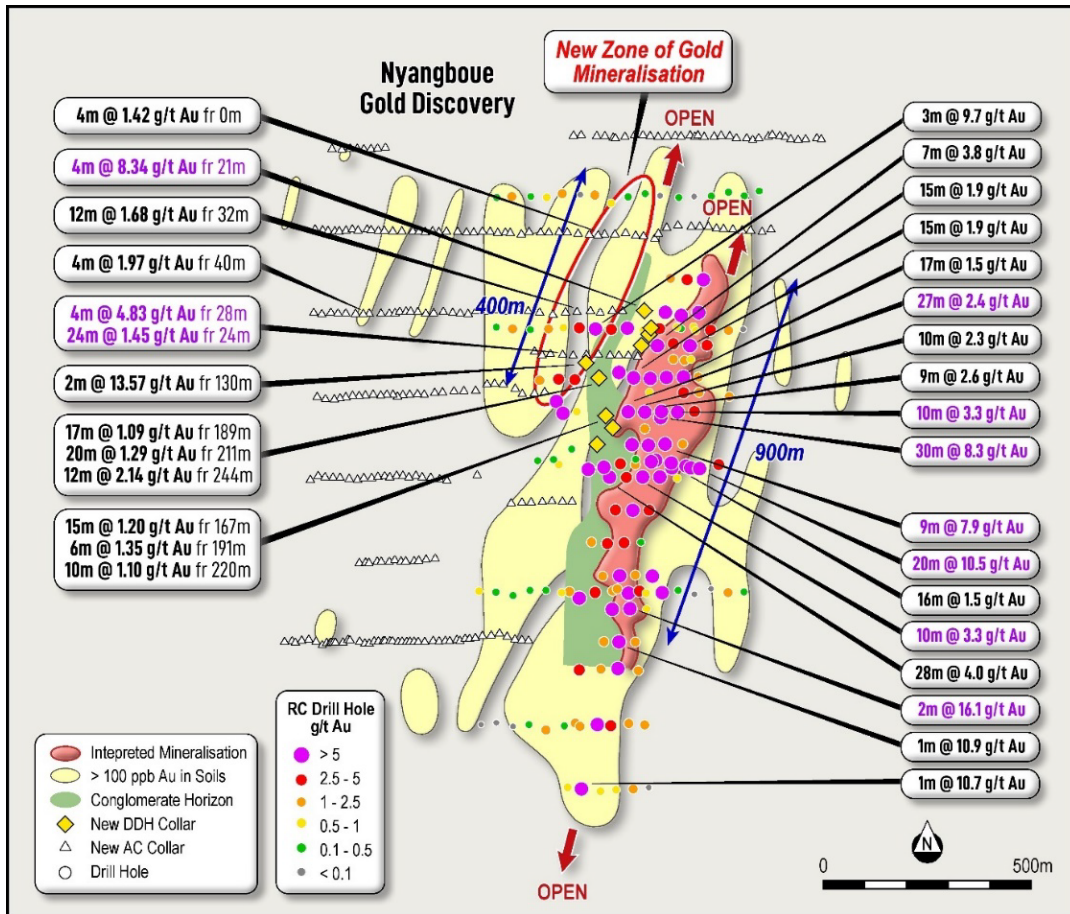 Nyangboue
Gold Discovery
New Zone of Gold
Mineralisation
OPEN
OPEN
4m @ 1.42 g/t Au fr 0m
4m @ 8.34 g/t Au fr 21m
12m @ 1.68 g/t Au fr 32m
4m @ 1.97 g/t Au fr 40m
4m @ 4.83 g/t Au fr 28m
24m @ 1.45 g/t Au fr 24m
2m @ 13.57 g/t Au fr 130m
17m @ 1.09 g/t Au fr 189m
20m @ 1.29 g/t Au fr 211m
12m @ 2.14 g/t Au fr 244m
15m @ 1.20 g/t Au fr 167m
6m @ 1.35 g/t Au fr 191m
10m @ 1.10 g/t Au fr 220m
400m
900m
3m @ 9.7 g/t Au
7m @ 3.8 g/t Au
15m @ 1.9 g/t Au
15m @ 1.9 g/t Au
17m @ 1.5 g/t Au
27m @ 2.4 g/t Au
10m @ 2.3 g/t Au
9m @ 2.6 g/t Au
10m @ 3.3 g/t Au
30m @ 8.3 g/t Au
9m @ 7.9 g/t Au
20m @ 10.5 g/t Au
16m @ 1.5 g/t Au
10m @ 3.3 g/t Au
28m @ 4.0 g/t Au
2m @ 16.1 g/t Au
1m @ 10.9 g/t Au
1m @ 10.7 g/t Au
Intepreted Mineralisation
> 100 ppb Au in Soils
Conglomerate Horizon
New DDH Collar
New AC Collar
Drill Hole
RC Drill Hole
g/t Au
> 5
2.5 - 5
1 - 2.5
0.5 - 1
0.1 - 0.5
< 0.1
OPEN
N
0 500m